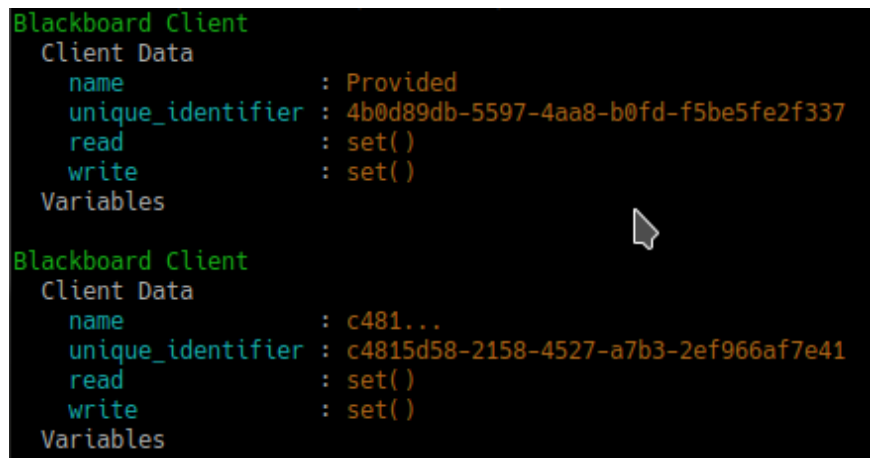 Blackboard Client
Client Data
name : Provided
unique_identifier : 4b0d89db-5597-4aa8-b0fd-f5be5fe2f337
read : set()
write : set()
Variables
Blackboard Client
Client Data
name : c481...
unique_identifier : c4815d58-2158-4527-a7b3-2ef966af7e41
read : set()
write : set()
Variables